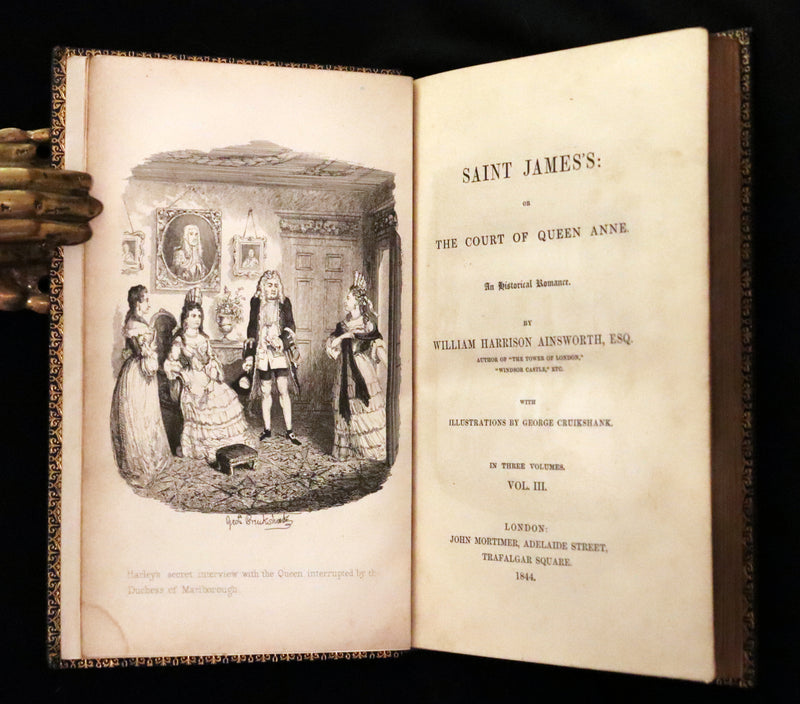 Geo. Cruikshank
Harley's secret interview with the Queen interrupted by the
Duchess of Marlborough.
SAINT JAMES'S:
OR
THE COURT OF QUEEN ANNE.
An Historical Romance.
BY
WILLIAM HARRISON AINSWORTH, ESQ.
AUTHOR OF "THE TOWER OF LONDON,"
"WINDSOR CASTLE," ETC.
WITH
ILLUSTRATIONS BY GEORGE CRUIKSHANK.
IN THREE VOLUMES.
VOL. III.
LONDON:
JOHN MORTIMER, ADELAIDE STREET,
TRAFALGAR SQUARE.
1844.